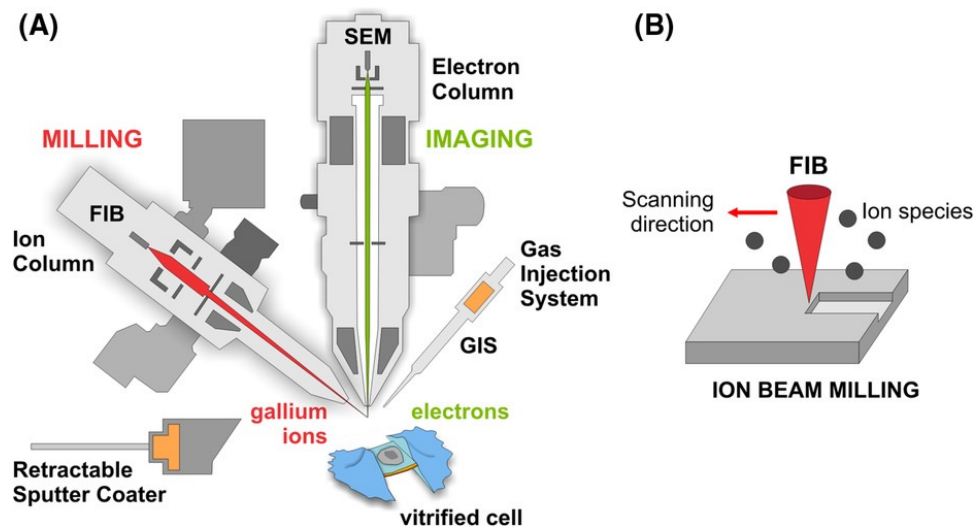 (A)
SEM
Electron
Column
MILLING
IMAGING
FIB
Ion
Column
Gas
Injection
System
GIS
gallium
ions
electrons
Retractable
Sputter Coater
vitrified cell
(B)
FIB
Scanning
direction
Ion species
ION BEAM MILLING